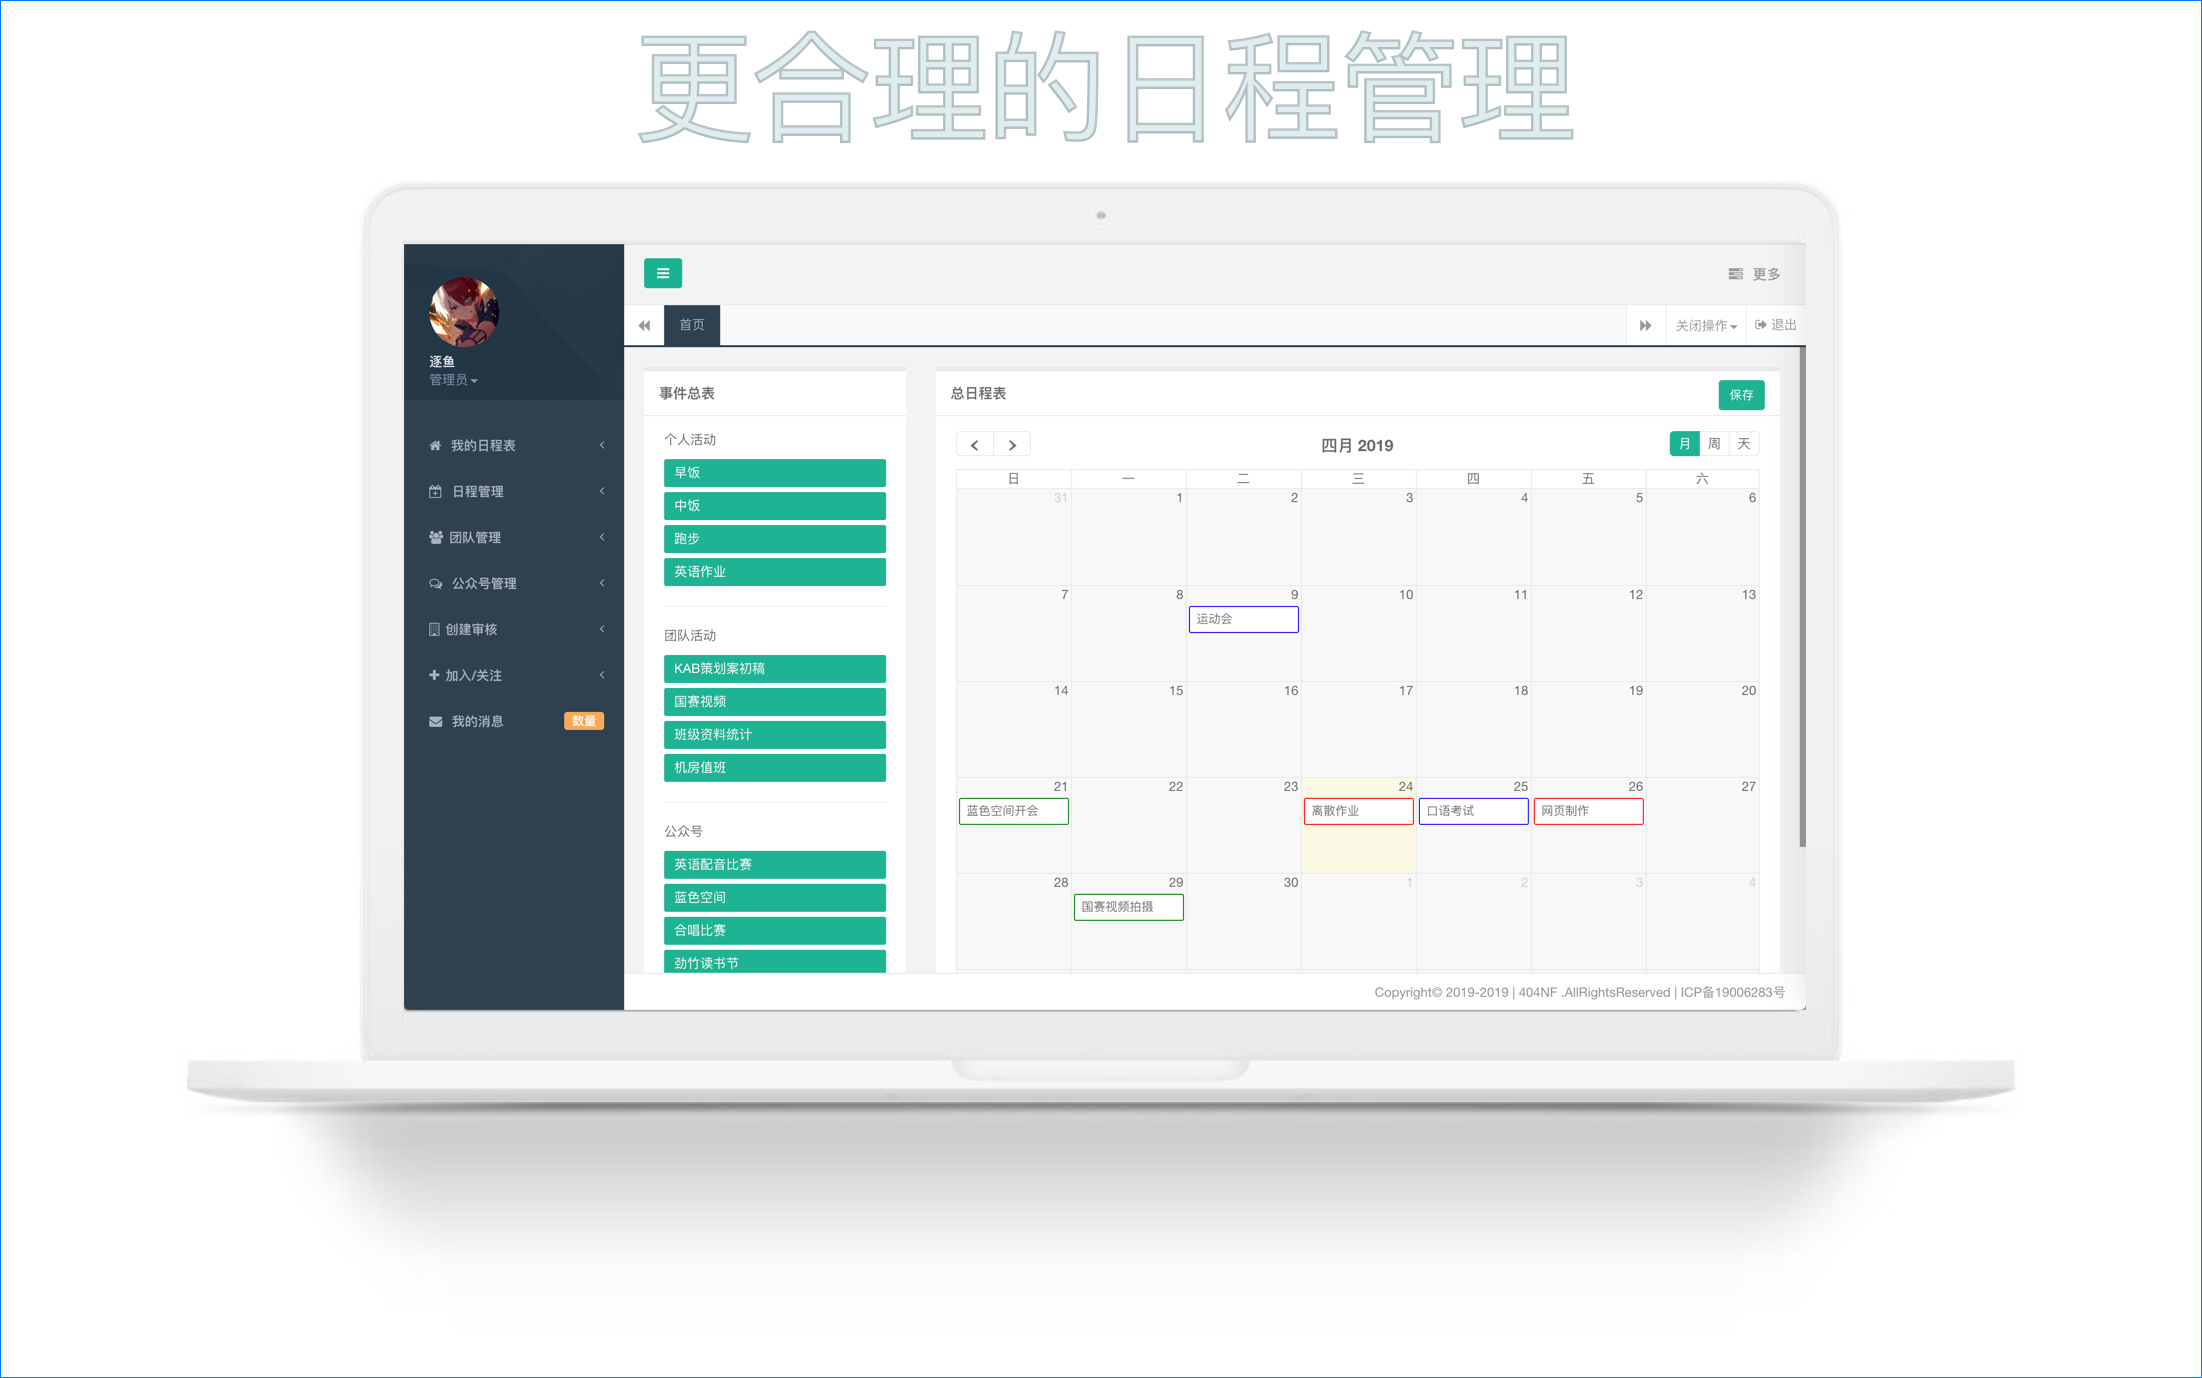 更合理的日程管理
更多
首页
关闭操作
退出
逐鱼
管理员
我的日程表
日程管理
团队管理
公众号管理
创建审核
加入/关注
我的消息
数量
事件总表
个人活动
早饭
中饭
跑步
英语作业
团队活动
KAB策划案初稿
国赛视频
班级资料统计
机房值班
公众号
英语配音比赛
蓝色空间
合唱比赛
劲竹读书节
总日程表
保存
四月 2019
月 周 天
日 一 二 三 四 五 六
31 1 2 3 4 5 6
7 8 9 10 11 12 13
运动会
14 15 16 17 18 19 20
21 22 23 24 25 26 27
蓝色空间开会 离散作业 口语考试 网页制作
28 29 30 1 2 3 4
国赛视频拍摄
Copyright© 2019-2019 | 404NF .AllRightsReserved | ICP备19006283号